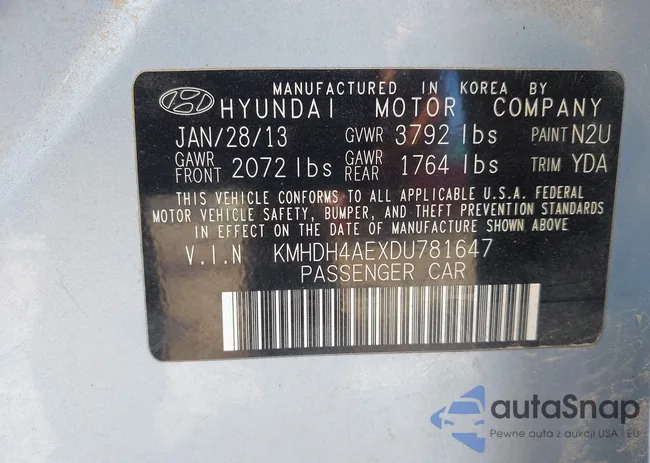 MANUFACTURED IN KOREA BY
HYUNDAI MOTOR COMPANY
JAN/28/13 GVWR 3792 lbs PAINT N2U
GAWR FRONT 2072 lbs GAWR REAR 1764 lbs TRIM YDA
THIS VEHICLE CONFORMS TO ALL APPLICABLE U.S.A. FEDERAL
MOTOR VEHICLE SAFETY, BUMPER, AND THEFT PREVENTION STANDARDS
IN EFFECT ON THE DATE OF MANUFACTURE SHOWN ABOVE
V.I.N KMHDH4AEXDU781647
PASSENGER CAR
autaSnap
Pewne auta z aukcji USA i EU